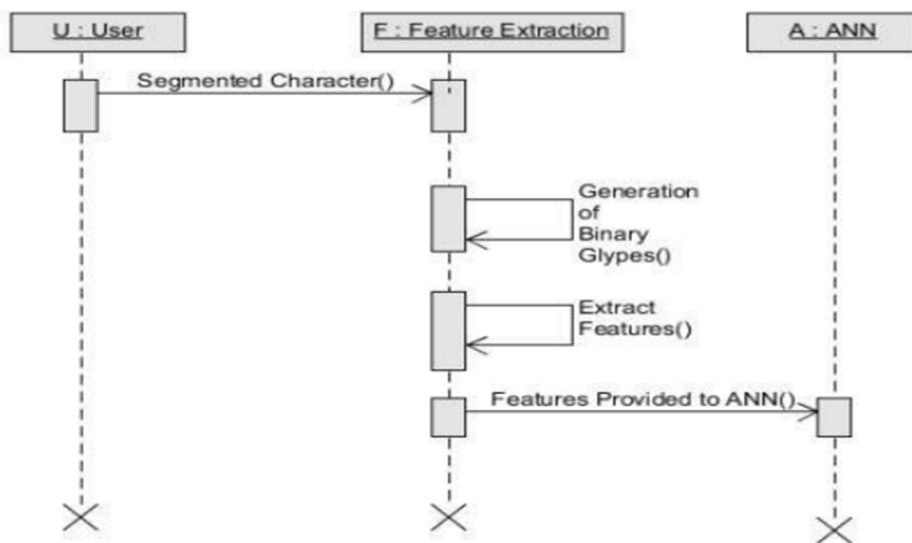 U : User
F : Feature Extraction
A : ANN
Segmented Character()
Generation
of
Binary
Glypes()
Extract
Features()
Features Provided to ANN()